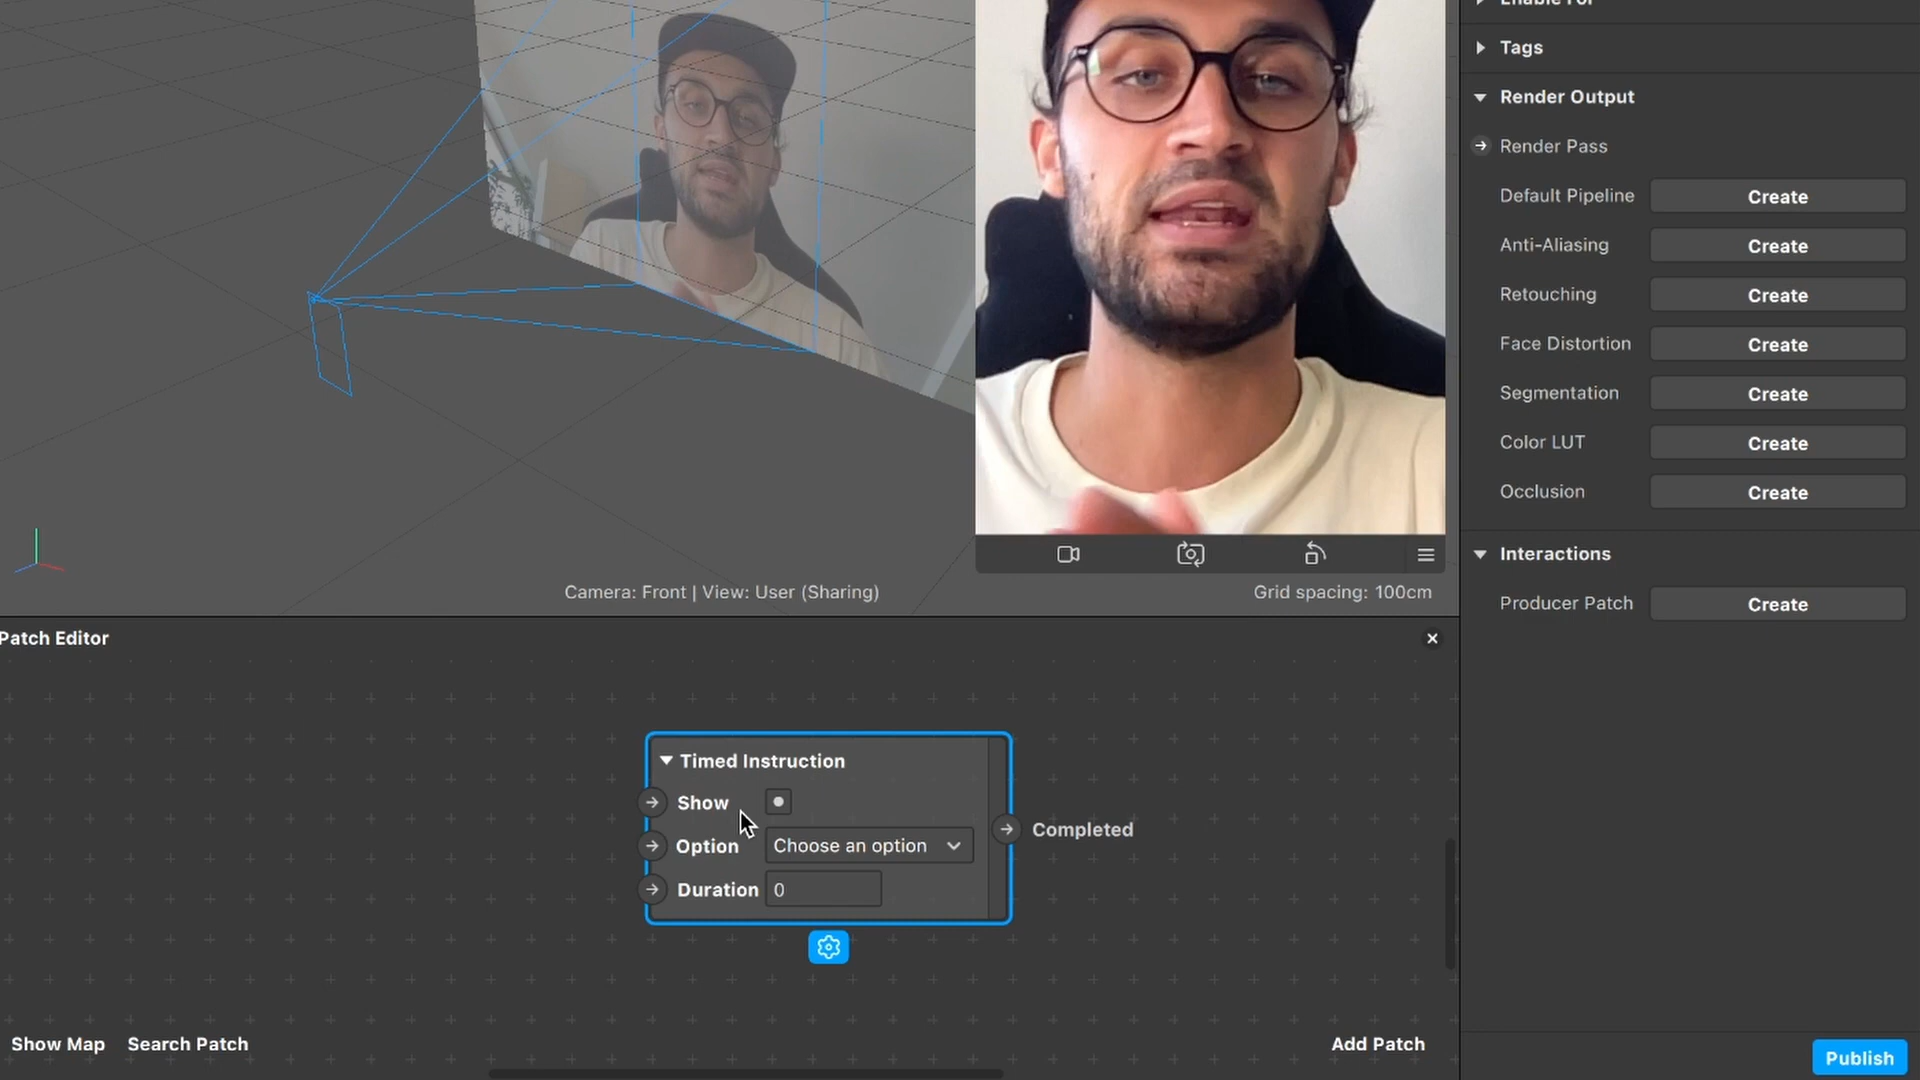 Enable For
Tags
Render Output
Render Pass
Default Pipeline Create
Anti-Aliasing Create
Retouching Create
Face Distortion Create
Segmentation Create
Color LUT Create
Occlusion Create
Interactions
Producer Patch Create
Camera: Front | View: User (Sharing)
Grid spacing: 100cm
Patch Editor
Timed Instruction
Show
Option Choose an option
Duration 0
Completed
Show Map Search Patch
Add Patch
Publish